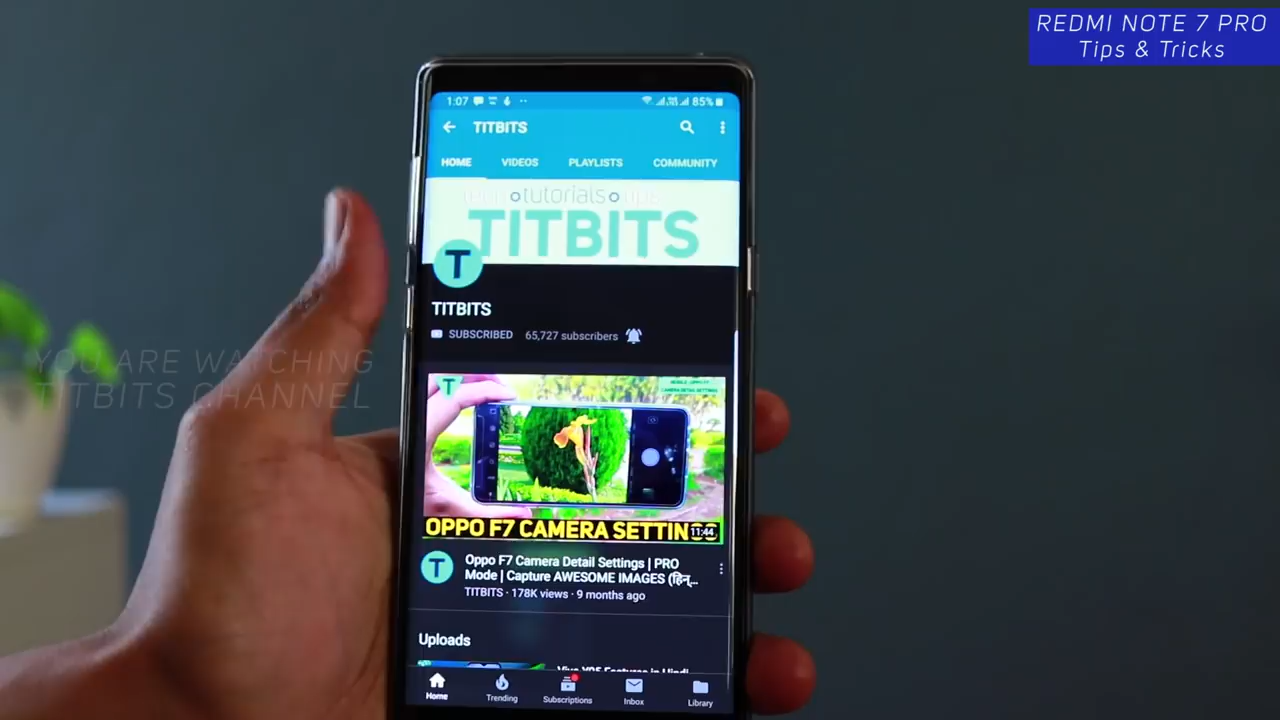 REDMI NOTE 7 PRO
Tips & Tricks
1:07
85%
TITBITS
HOME VIDEOS PLAYLISTS COMMUNITY
tutorials
TITBITS
T
TITBITS
SUBSCRIBED 65,727 subscribers
YOU ARE WATCHING
TITBITS CHANNEL
T
OPPO F7 CAMERA SETTINGS
11:44
T
Oppo F7 Camera Detail Settings | PRO
Mode | Capture AWESOME IMAGES (हिन्...
TITBITS · 178K views · 9 months ago
Uploads
Home Trending Subscriptions Inbox Library